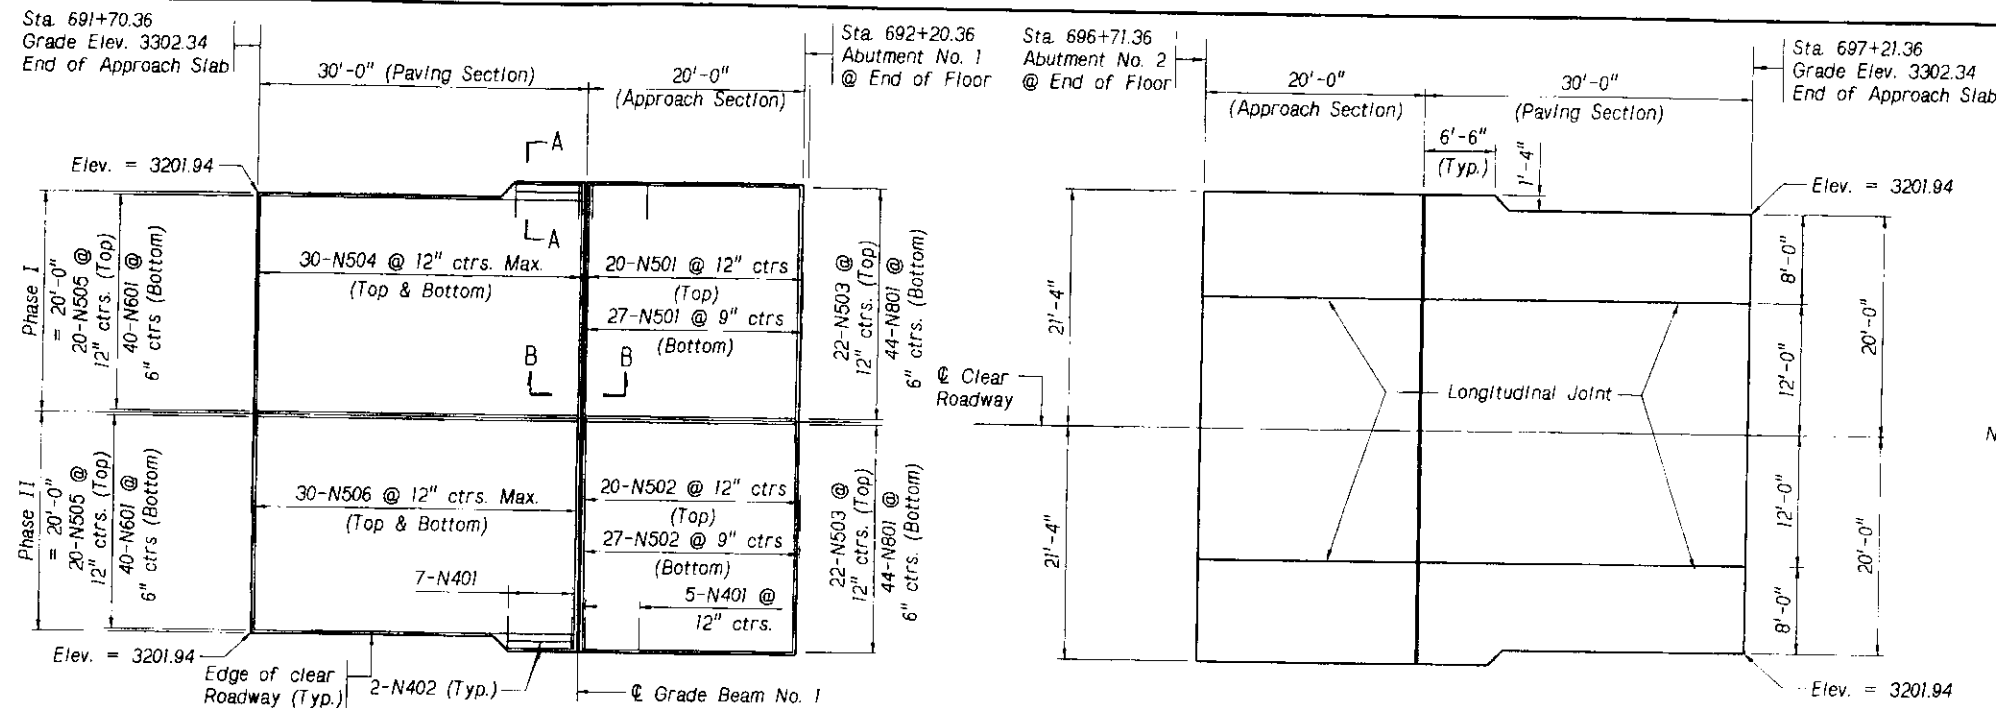 Sta. 691+70.36
Grade Elev. 3302.34
End of Approach Slab
30'-0" (Paving Section)
20'-0"
(Approach Section)
Sta. 692+20.36
Abutment No. 1
@ End of Floor
Elev. = 3201.94
A
A
Phase I
= 20'-0"
20-N505 @
12" ctrs. (Top)
40-N601 @
6" ctrs (Bottom)
30-N504 @ 12" ctrs. Max.
(Top & Bottom)
20-N501 @ 12" ctrs
(Top)
27-N501 @ 9" ctrs
(Bottom)
B
B
22-N503 @
12" ctrs. (Top)
44-N801 @
6" ctrs. (Bottom)
Phase II
= 20'-0"
20-N505 @
12" ctrs. (Top)
40-N601 @
6" ctrs (Bottom)
30-N506 @ 12" ctrs. Max.
(Top & Bottom)
20-N502 @ 12" ctrs
(Top)
27-N502 @ 9" ctrs
(Bottom)
7-N401
5-N401 @
12" ctrs.
22-N503 @
12" ctrs. (Top)
44-N801 @
6" ctrs. (Bottom)
Elev. = 3201.94
Edge of clear
Roadway (Typ.)
2-N402 (Typ.)
℄ Grade Beam No. 1
Sta. 696+71.36
Abutment No. 2
@ End of Floor
20'-0"
(Approach Section)
30'-0"
(Paving Section)
Sta. 697+21.36
Grade Elev. 3302.34
End of Approach Slab
6'-6"
(Typ.)
1'-4"
Elev. = 3201.94
21'-4"
8'-0"
20'-0"
12'-0"
℄ Clear
Roadway
Longitudinal Joint
N
21'-4"
12'-0"
20'-0"
8'-0"
Elev. = 3201.94